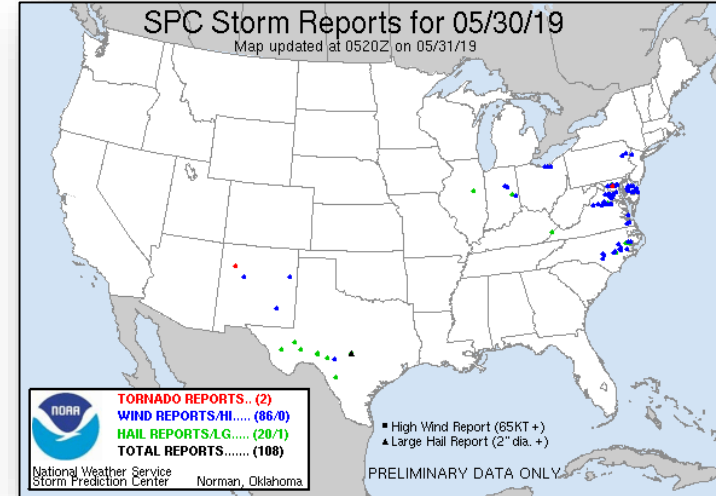 SPC Storm Reports for 05/30/19
Map updated at 0520Z on 05/31/19
NOAA
TORNADO REPORTS.. (2)
WIND REPORTS/HI..... (86/0)
HAIL REPORTS/LG..... (20/1)
TOTAL REPORTS....... (108)
National Weather Service
Storm Prediction Center Norman, Oklahoma
High Wind Report (65KT +)
Large Hail Report (2" dia. +)
PRELIMINARY DATA ONLY